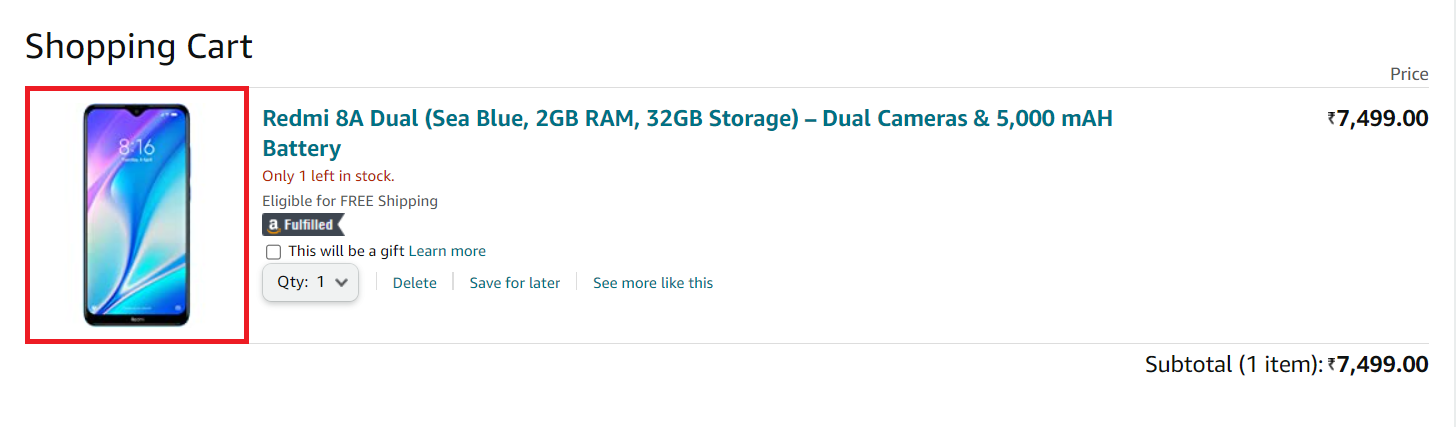 Shopping Cart
Price
8:16
Redmi 8A Dual (Sea Blue, 2GB RAM, 32GB Storage) – Dual Cameras & 5,000 mAH
₹7,499.00
Battery
Only 1 left in stock.
Eligible for FREE Shipping
a Fulfilled
This will be a gift Learn more
Qty: 1
Delete
Save for later
See more like this
Subtotal (1 item): ₹7,499.00